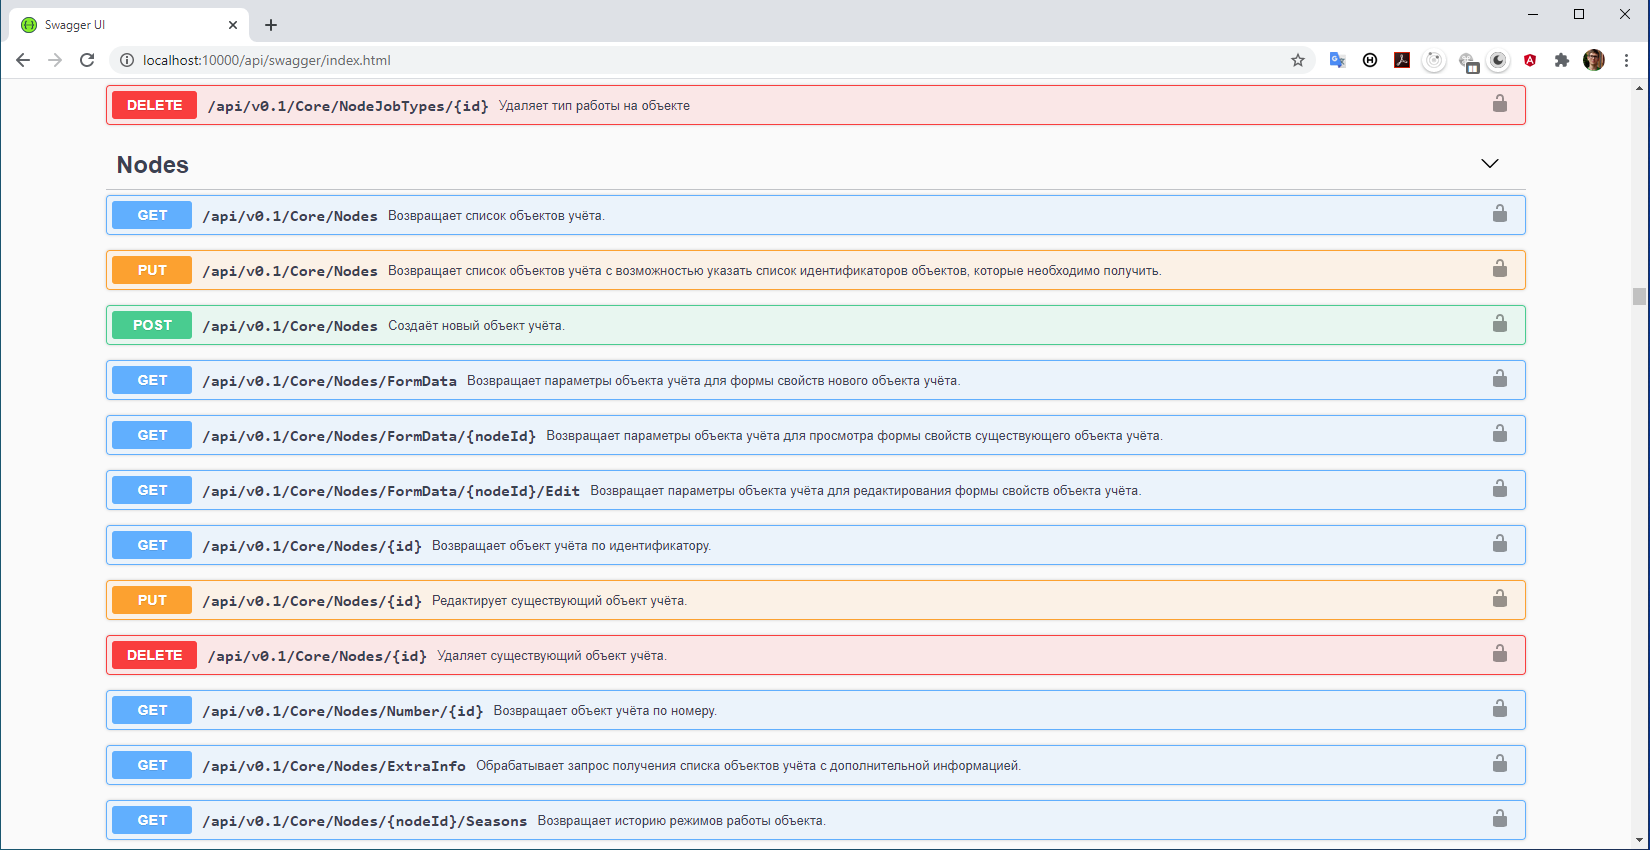 Swagger UI
localhost:10000/api/swagger/index.html
DELETE /api/v0.1/Core/NodeJobTypes/{id} Удаляет тип работы на объекте
Nodes
GET /api/v0.1/Core/Nodes Возвращает список объектов учёта.
PUT /api/v0.1/Core/Nodes Возвращает список объектов учёта с возможностью указать список идентификаторов объектов, которые необходимо получить.
POST /api/v0.1/Core/Nodes Создаёт новый объект учёта.
GET /api/v0.1/Core/Nodes/FormData Возвращает параметры объекта учёта для формы свойств нового объекта учёта.
GET /api/v0.1/Core/Nodes/FormData/{nodeId} Возвращает параметры объекта учёта для просмотра формы свойств существующего объекта учёта.
GET /api/v0.1/Core/Nodes/FormData/{nodeId}/Edit Возвращает параметры объекта учёта для редактирования формы свойств объекта учёта.
GET /api/v0.1/Core/Nodes/{id} Возвращает объект учёта по идентификатору.
PUT /api/v0.1/Core/Nodes/{id} Редактирует существующий объект учёта.
DELETE /api/v0.1/Core/Nodes/{id} Удаляет существующий объект учёта.
GET /api/v0.1/Core/Nodes/Number/{id} Возвращает объект учёта по номеру.
GET /api/v0.1/Core/Nodes/ExtraInfo Обрабатывает запрос получения списка объектов учёта с дополнительной информацией.
GET /api/v0.1/Core/Nodes/{nodeId}/Seasons Возвращает историю режимов работы объекта.